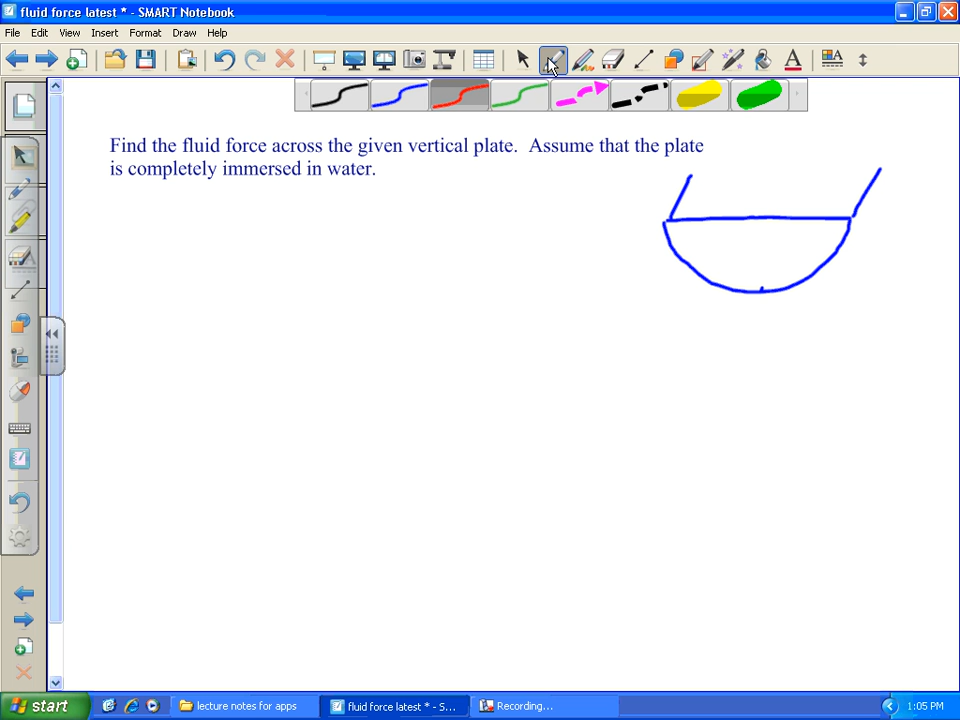 fluid force latest * - SMART Notebook
File Edit View Insert Format Draw Help
Find the fluid force across the given vertical plate. Assume that the plate
is completely immersed in water.
start lecture notes for apps fluid force latest * - S... Recording... 1:05 PM